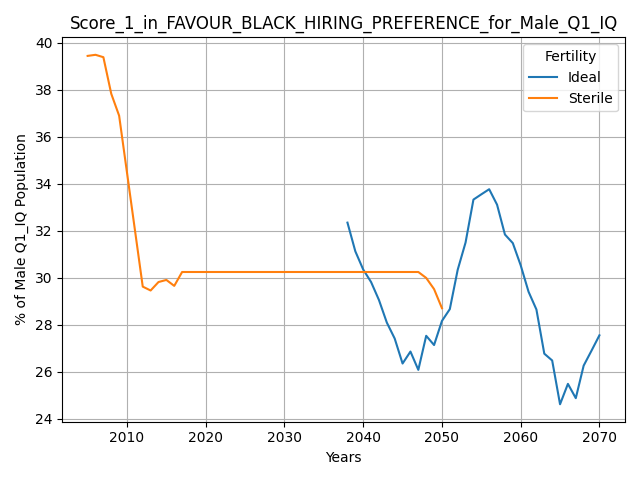 Score_1_in_FAVOUR_BLACK_HIRING_PREFERENCE_for_Male_Q1_IQ
40
38
36
34
32
30
28
26
24
% of Male Q1_IQ Population
Fertility
Ideal
Sterile
2010 2020 2030 2040 2050 2060 2070
Years